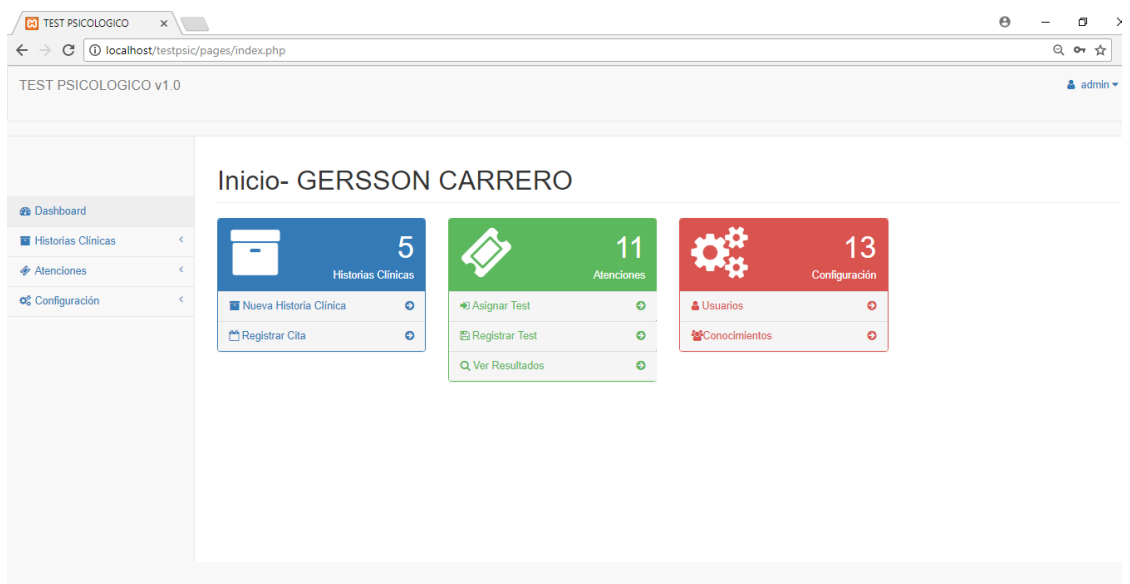 TEST PSICOLOGICO
localhost/testpsic/pages/index.php
TEST PSICOLOGICO v1.0
admin
Inicio- GERSSON CARRERO
Dashboard
Historias Clínicas
Atenciones
Configuración
5
Historias Clínicas
Nueva Historia Clínica
Registrar Cita
11
Atenciones
Asignar Test
Registrar Test
Ver Resultados
13
Configuración
Usuarios
Conocimientos